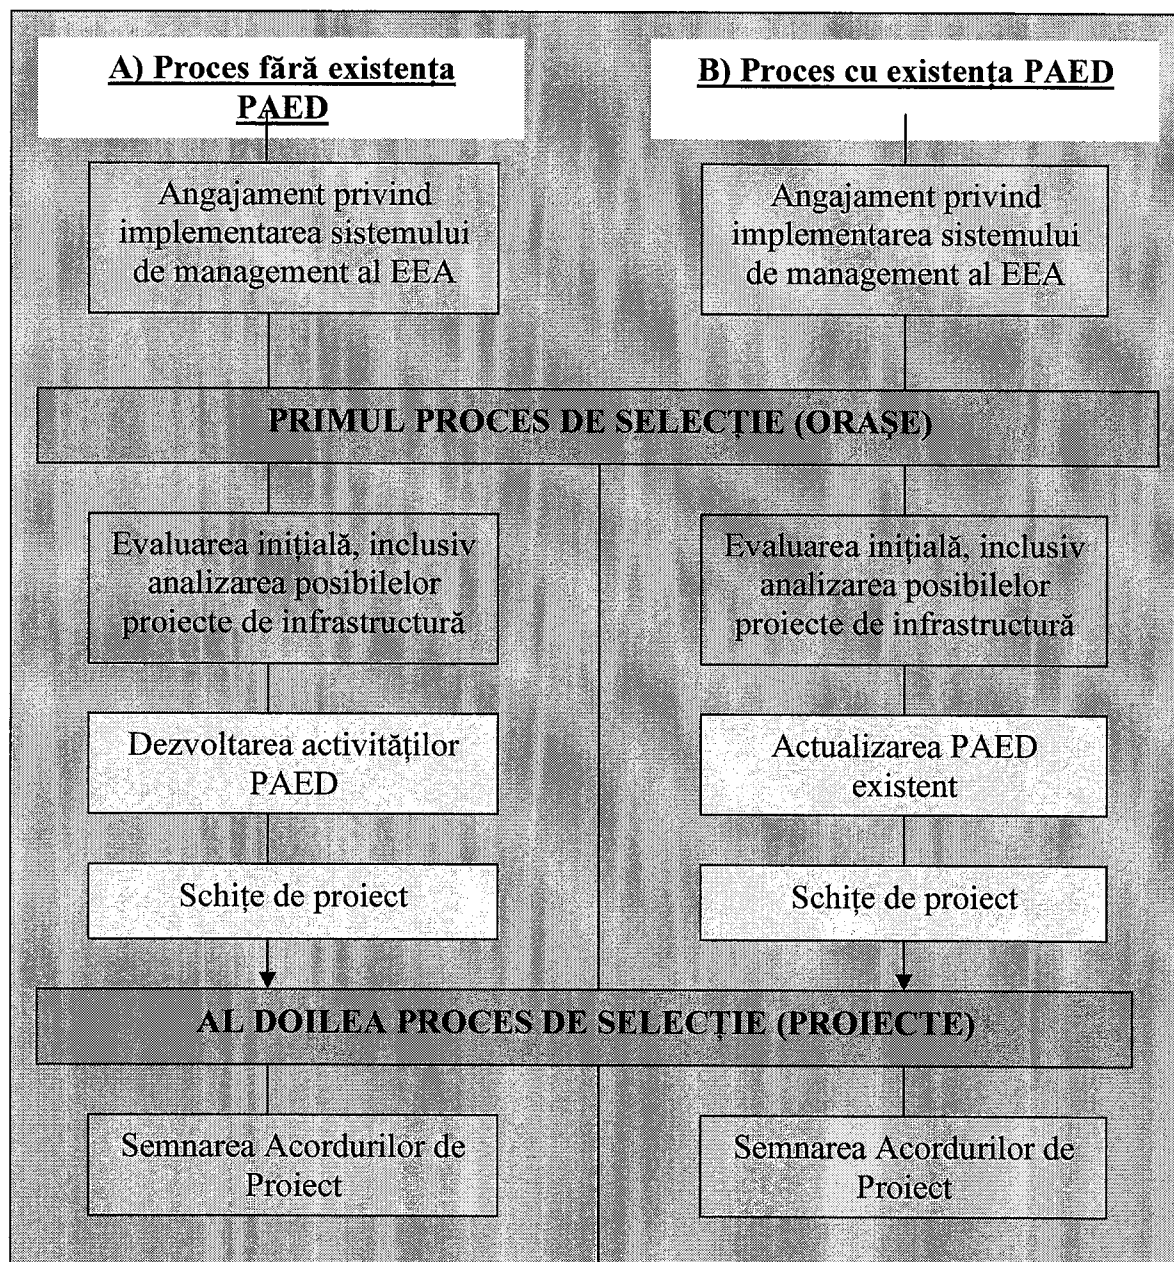 A) Proces fără existența
PAED
B) Proces cu existența PAED
Angajament privind
implementarea sistemului
de management al EEA
Angajament privind
implementarea sistemului
de management al EEA
PRIMUL PROCES DE SELECȚIE (ORAȘE)
Evaluarea inițială, inclusiv
analizarea posibilelor
proiecte de infrastructură
Evaluarea inițială, inclusiv
analizarea posibilelor
proiecte de infrastructură
Dezvoltarea activităților
PAED
Actualizarea PAED
existent
Schițe de proiect
Schițe de proiect
AL DOILEA PROCES DE SELECȚIE (PROIECTE)
Semnarea Acordurilor de
Proiect
Semnarea Acordurilor de
Proiect